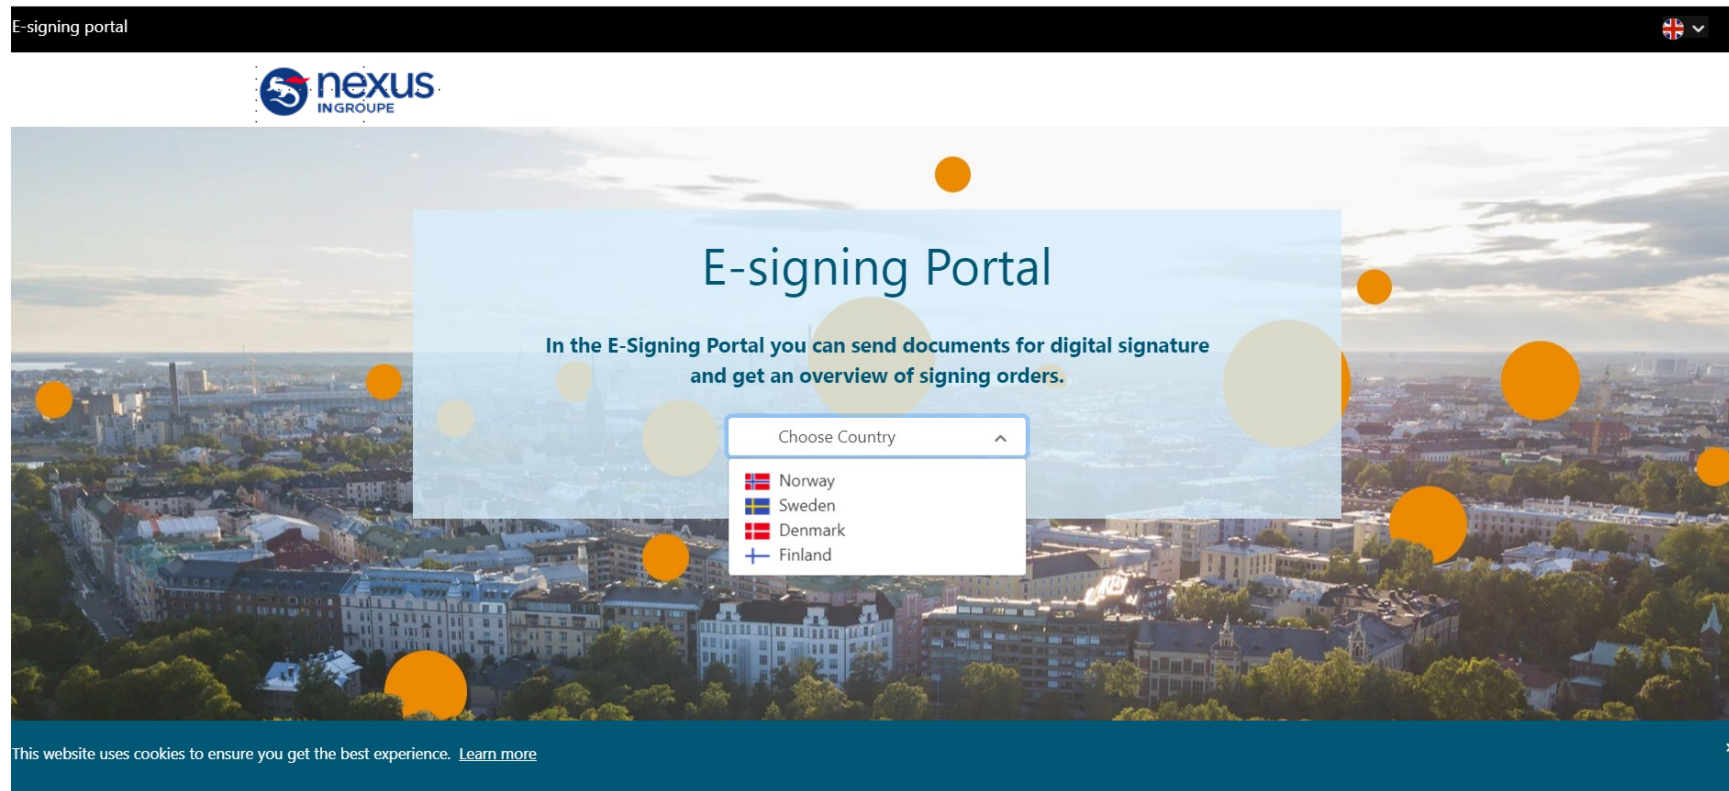 E-signing portal
nexus
IN GROUPE
E-signing Portal
In the E-Signing Portal you can send documents for digital signature
and get an overview of signing orders.
Choose Country
Norway
Sweden
Denmark
Finland
This website uses cookies to ensure you get the best experience. Learn more